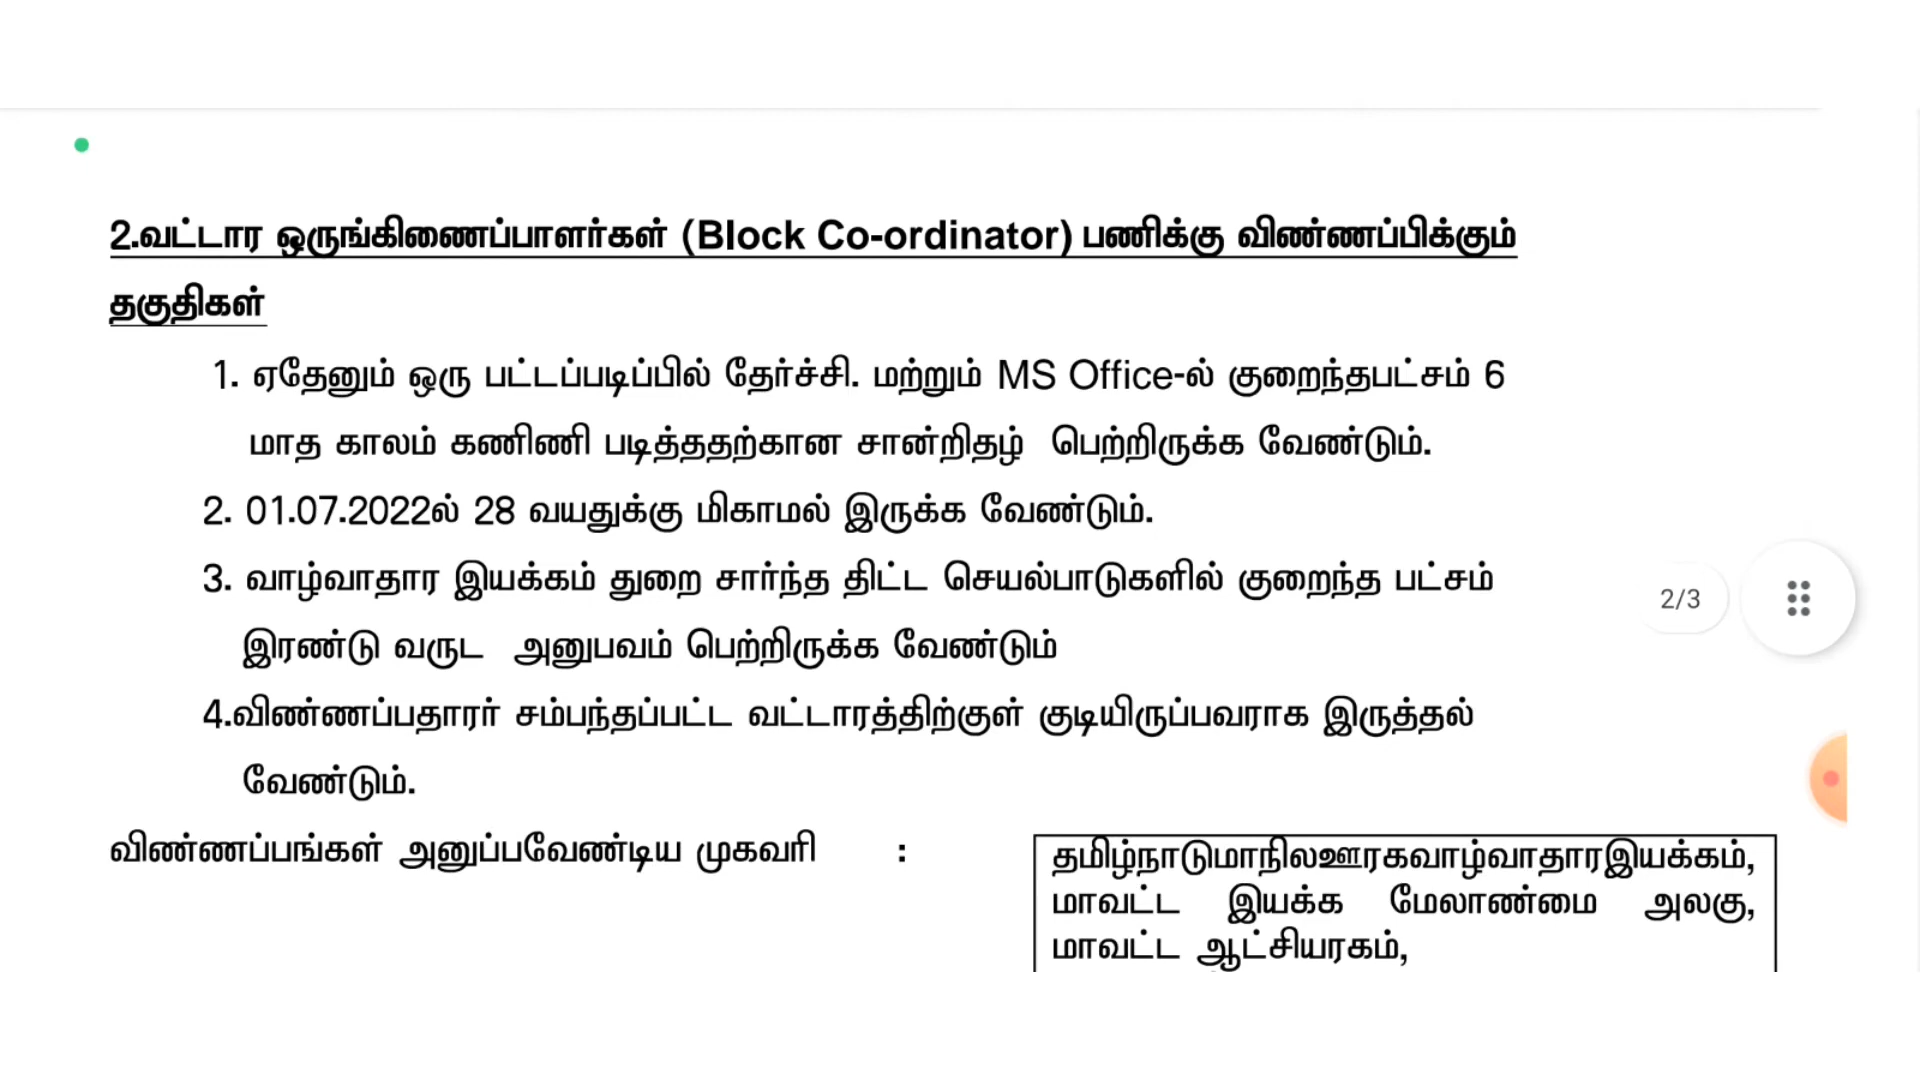 2.வட்டார ஒருங்கிணைப்பாளர்கள் (Block Co-ordinator) பணிக்கு விண்ணப்பிக்கும்
தகுதிகள்
1. ஏதேனும் ஒரு பட்டப்படிப்பில் தேர்ச்சி. மற்றும் MS Office-ல் குறைந்தபட்சம் 6
மாத காலம் கணிணி படித்ததற்கான சான்றிதழ் பெற்றிருக்க வேண்டும்.
2. 01.07.2022ல் 28 வயதுக்கு மிகாமல் இருக்க வேண்டும்.
3. வாழ்வாதார இயக்கம் துறை சார்ந்த திட்ட செயல்பாடுகளில் குறைந்த பட்சம்
2/3
இரண்டு வருட அனுபவம் பெற்றிருக்க வேண்டும்
4.விண்ணப்பதாரர் சம்பந்தப்பட்ட வட்டாரத்திற்குள் குடியிருப்பவராக இருத்தல்
வேண்டும்.
விண்ணப்பங்கள் அனுப்பவேண்டிய முகவரி :
தமிழ்நாடுமாநிலஊரகவாழ்வாதாரஇயக்கம்,
மாவட்ட இயக்க மேலாண்மை அலகு,
மாவட்ட ஆட்சியரகம்,